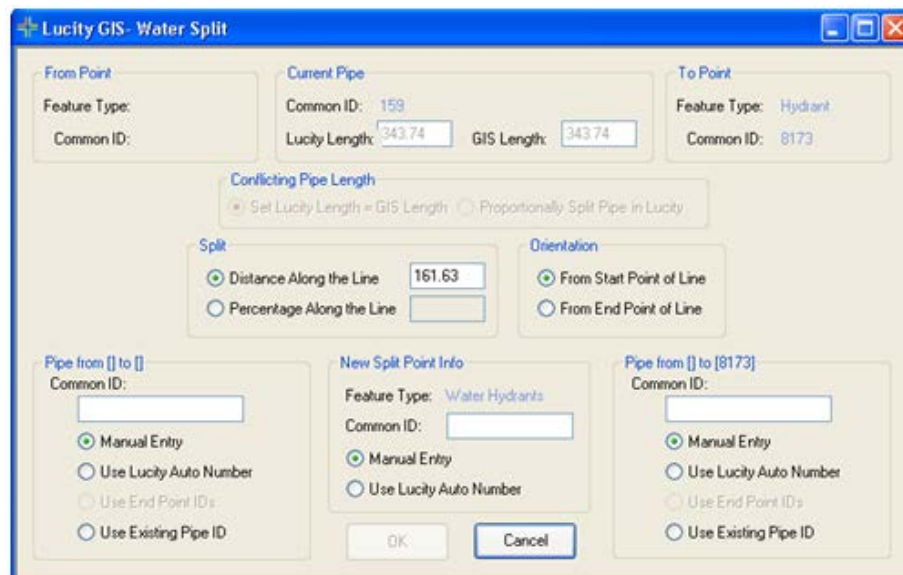 Lucity GIS- Water Split
From Point
Feature Type:
Common ID:
Current Pipe
Common ID: 159
Lucity Length: 343.74 GIS Length: 343.74
To Point
Feature Type: Hydrant
Common ID: 8173
Conflicting Pipe Length
Set Lucity Length = GIS Length Proportionally Split Pipe in Lucity
Split
Distance Along the Line 161.63
Percentage Along the Line
Orientation
From Start Point of Line
From End Point of Line
Pipe from [] to []
Common ID:
Manual Entry
Use Lucity Auto Number
Use End Point IDs
Use Existing Pipe ID
New Split Point Info
Feature Type: Water Hydrants
Common ID:
Manual Entry
Use Lucity Auto Number
OK Cancel
Pipe from [] to [8173]
Common ID:
Manual Entry
Use Lucity Auto Number
Use End Point IDs
Use Existing Pipe ID